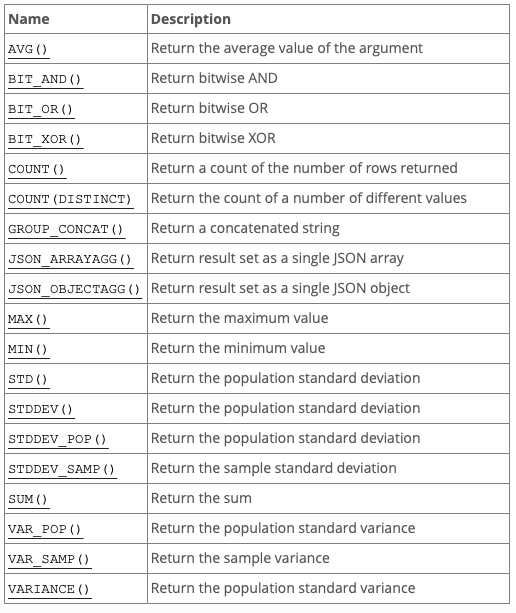 Name Description
AVG() Return the average value of the argument
BIT_AND() Return bitwise AND
BIT_OR() Return bitwise OR
BIT_XOR() Return bitwise XOR
COUNT() Return a count of the number of rows returned
COUNT(DISTINCT) Return the count of a number of different values
GROUP_CONCAT() Return a concatenated string
JSON_ARRAYAGG() Return result set as a single JSON array
JSON_OBJECTAGG() Return result set as a single JSON object
MAX() Return the maximum value
MIN() Return the minimum value
STD() Return the population standard deviation
STDDEV() Return the population standard deviation
STDDEV_POP() Return the population standard deviation
STDDEV_SAMP() Return the sample standard deviation
SUM() Return the sum
VAR_POP() Return the population standard variance
VAR_SAMP() Return the sample variance
VARIANCE() Return the population standard variance